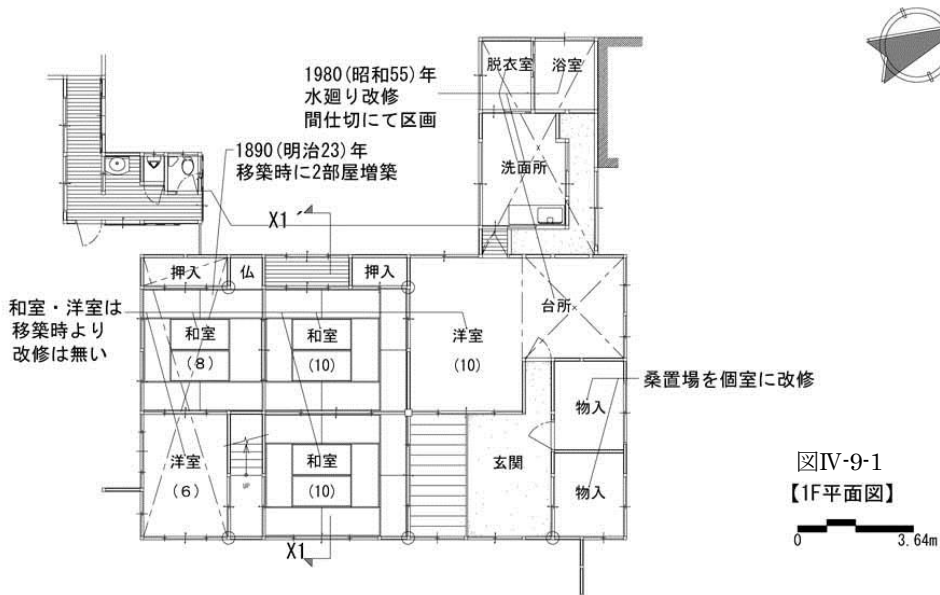 1980(昭和55)年
水廻り改修
間仕切にて区画
脱衣室
浴室
1890(明治23)年
移築時に2部屋増築
洗面所
X1´
押入
仏
押入
台所
和室・洋室は
移築時より
改修は無い
和室
(8)
和室
(10)
洋室
(10)
桑置場を個室に改修
物入
洋室
(6)
UP
和室
(10)
玄関
物入
図Ⅳ-9-1
【1F平面図】
X1
0 3.64m